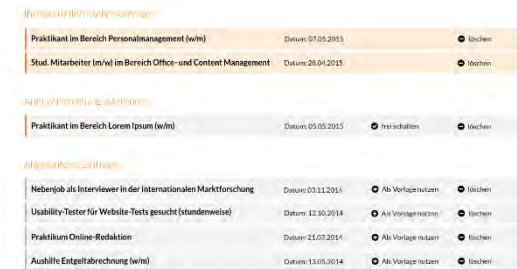 Praktikant im Bereich Personalmanagement (w/m) Datum: 07.05.2015 löschen
Stud. Mitarbeiter (m/w) im Bereich Office- und Content Management Datum: 28.04.2015 löschen
Praktikant im Bereich Lorem Ipsum (w/m) Datum: 05.05.2015 frei schalten löschen
Nebenjob als Interviewer in der internationalen Marktforschung Datum: 03.11.2014 Als Vorlage nutzen löschen
Usability-Tester für Website-Tests gesucht (stundenweise) Datum: 12.10.2014 Als Vorlage nutzen löschen
Praktikum Online-Redaktion Datum: 21.07.2014 Als Vorlage nutzen löschen
Aushilfe Entgeltabrechnung (w/m) Datum: 13.05.2014 Als Vorlage nutzen löschen